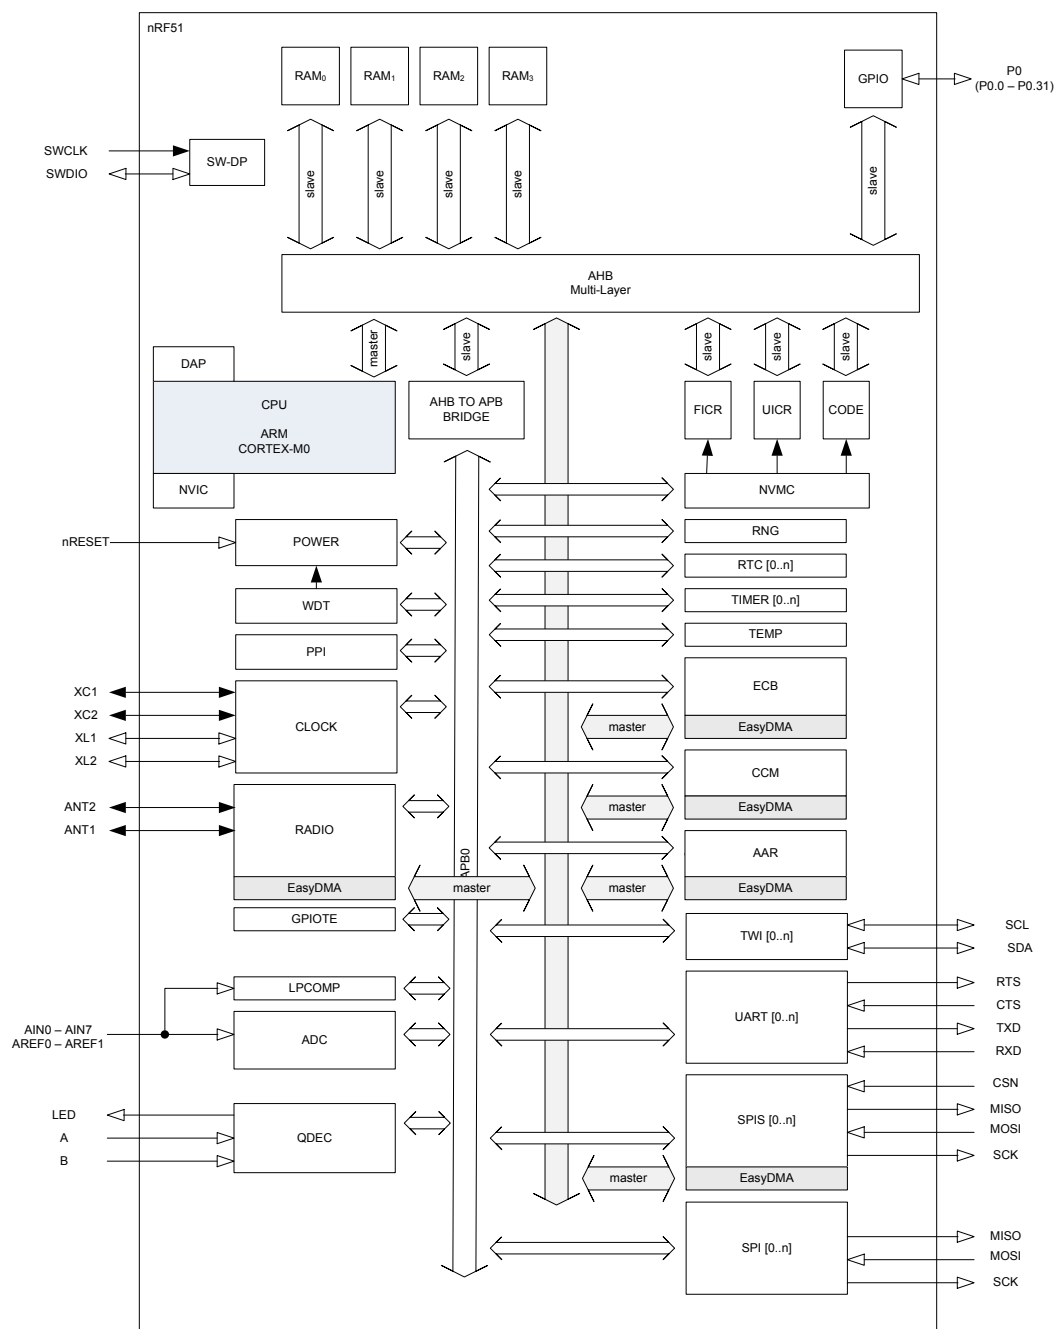 nRF51
RAM0
RAM1
RAM2
RAM3
GPIO
P0
(P0.0 – P0.31)
SWCLK
SWDIO
SW-DP
slave
slave
slave
slave
slave
AHB
Multi-Layer
master
slave
slave
slave
slave
DAP
CPU
ARM
CORTEX-M0
NVIC
AHB TO APB
BRIDGE
FICR
UICR
CODE
NVMC
nRESET
POWER
RNG
RTC [0..n]
WDT
TIMER [0..n]
PPI
TEMP
XC1
XC2
XL1
XL2
CLOCK
ECB
master
EasyDMA
CCM
master
EasyDMA
ANT2
ANT1
RADIO
EasyDMA
APB0
master
AAR
master
EasyDMA
GPIOTE
TWI [0..n]
SCL
SDA
LPCOMP
AIN0 – AIN7
AREF0 – AREF1
ADC
UART [0..n]
RTS
CTS
TXD
RXD
LED
A
B
QDEC
SPIS [0..n]
CSN
MISO
MOSI
SCK
master
EasyDMA
SPI [0..n]
MISO
MOSI
SCK